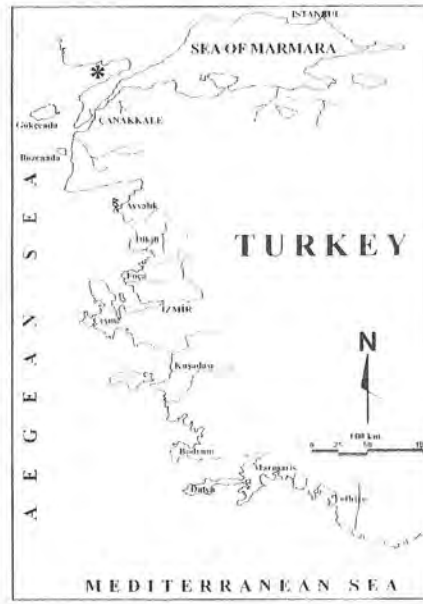 İSTANBUL
SEA OF MARMARA
*
ÇANAKKALE
Gökçeada
Bozcaada
Ayvalık
Dikili
TURKEY
Foça
İZMİR
Çeşme
N
Kuşadası
100 km.
0 25 50
Bodrum
Marmaris
Datça
Fethiye
AEGEAN SEA
MEDITERRANEAN SEA